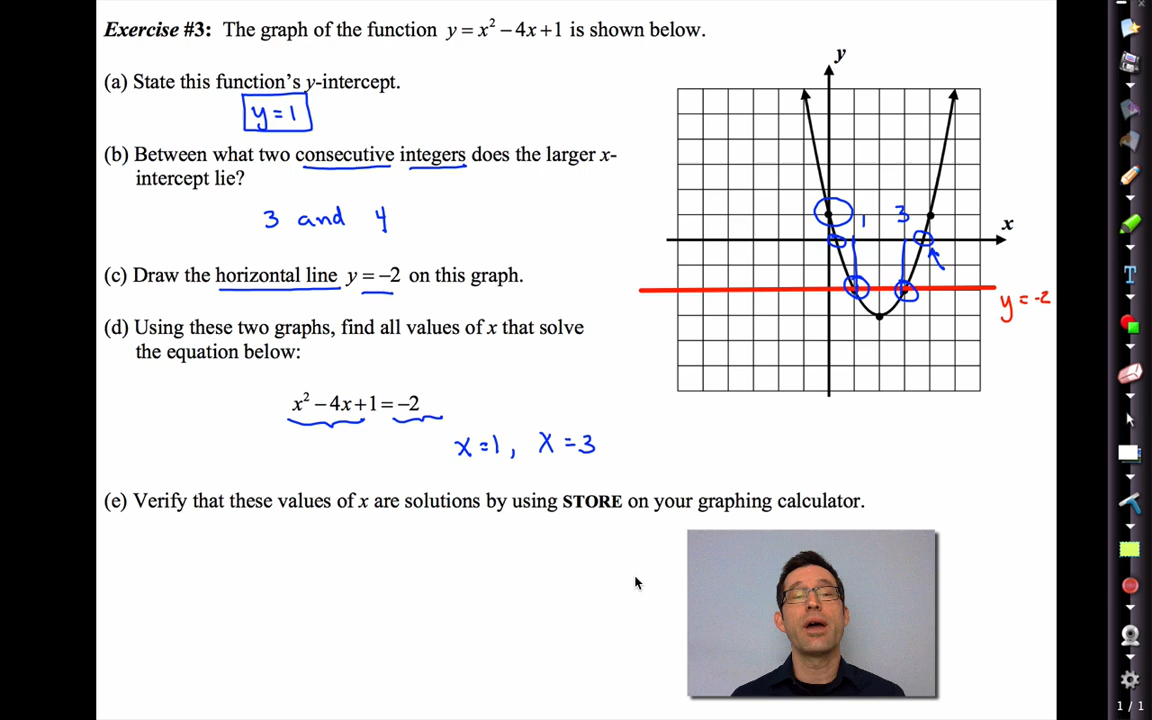 Exercise #3: The graph of the function y = x² − 4x + 1 is shown below.
(a) State this function's y-intercept.
y = 1
(b) Between what two consecutive integers does the larger x-
intercept lie?
3 and 4
(c) Draw the horizontal line y = −2 on this graph.
(d) Using these two graphs, find all values of x that solve
the equation below:
x² − 4x + 1 = −2
x = 1, x = 3
(e) Verify that these values of x are solutions by using STORE on your graphing calculator.
y
1 3
x
y = -2
T
1 / 1